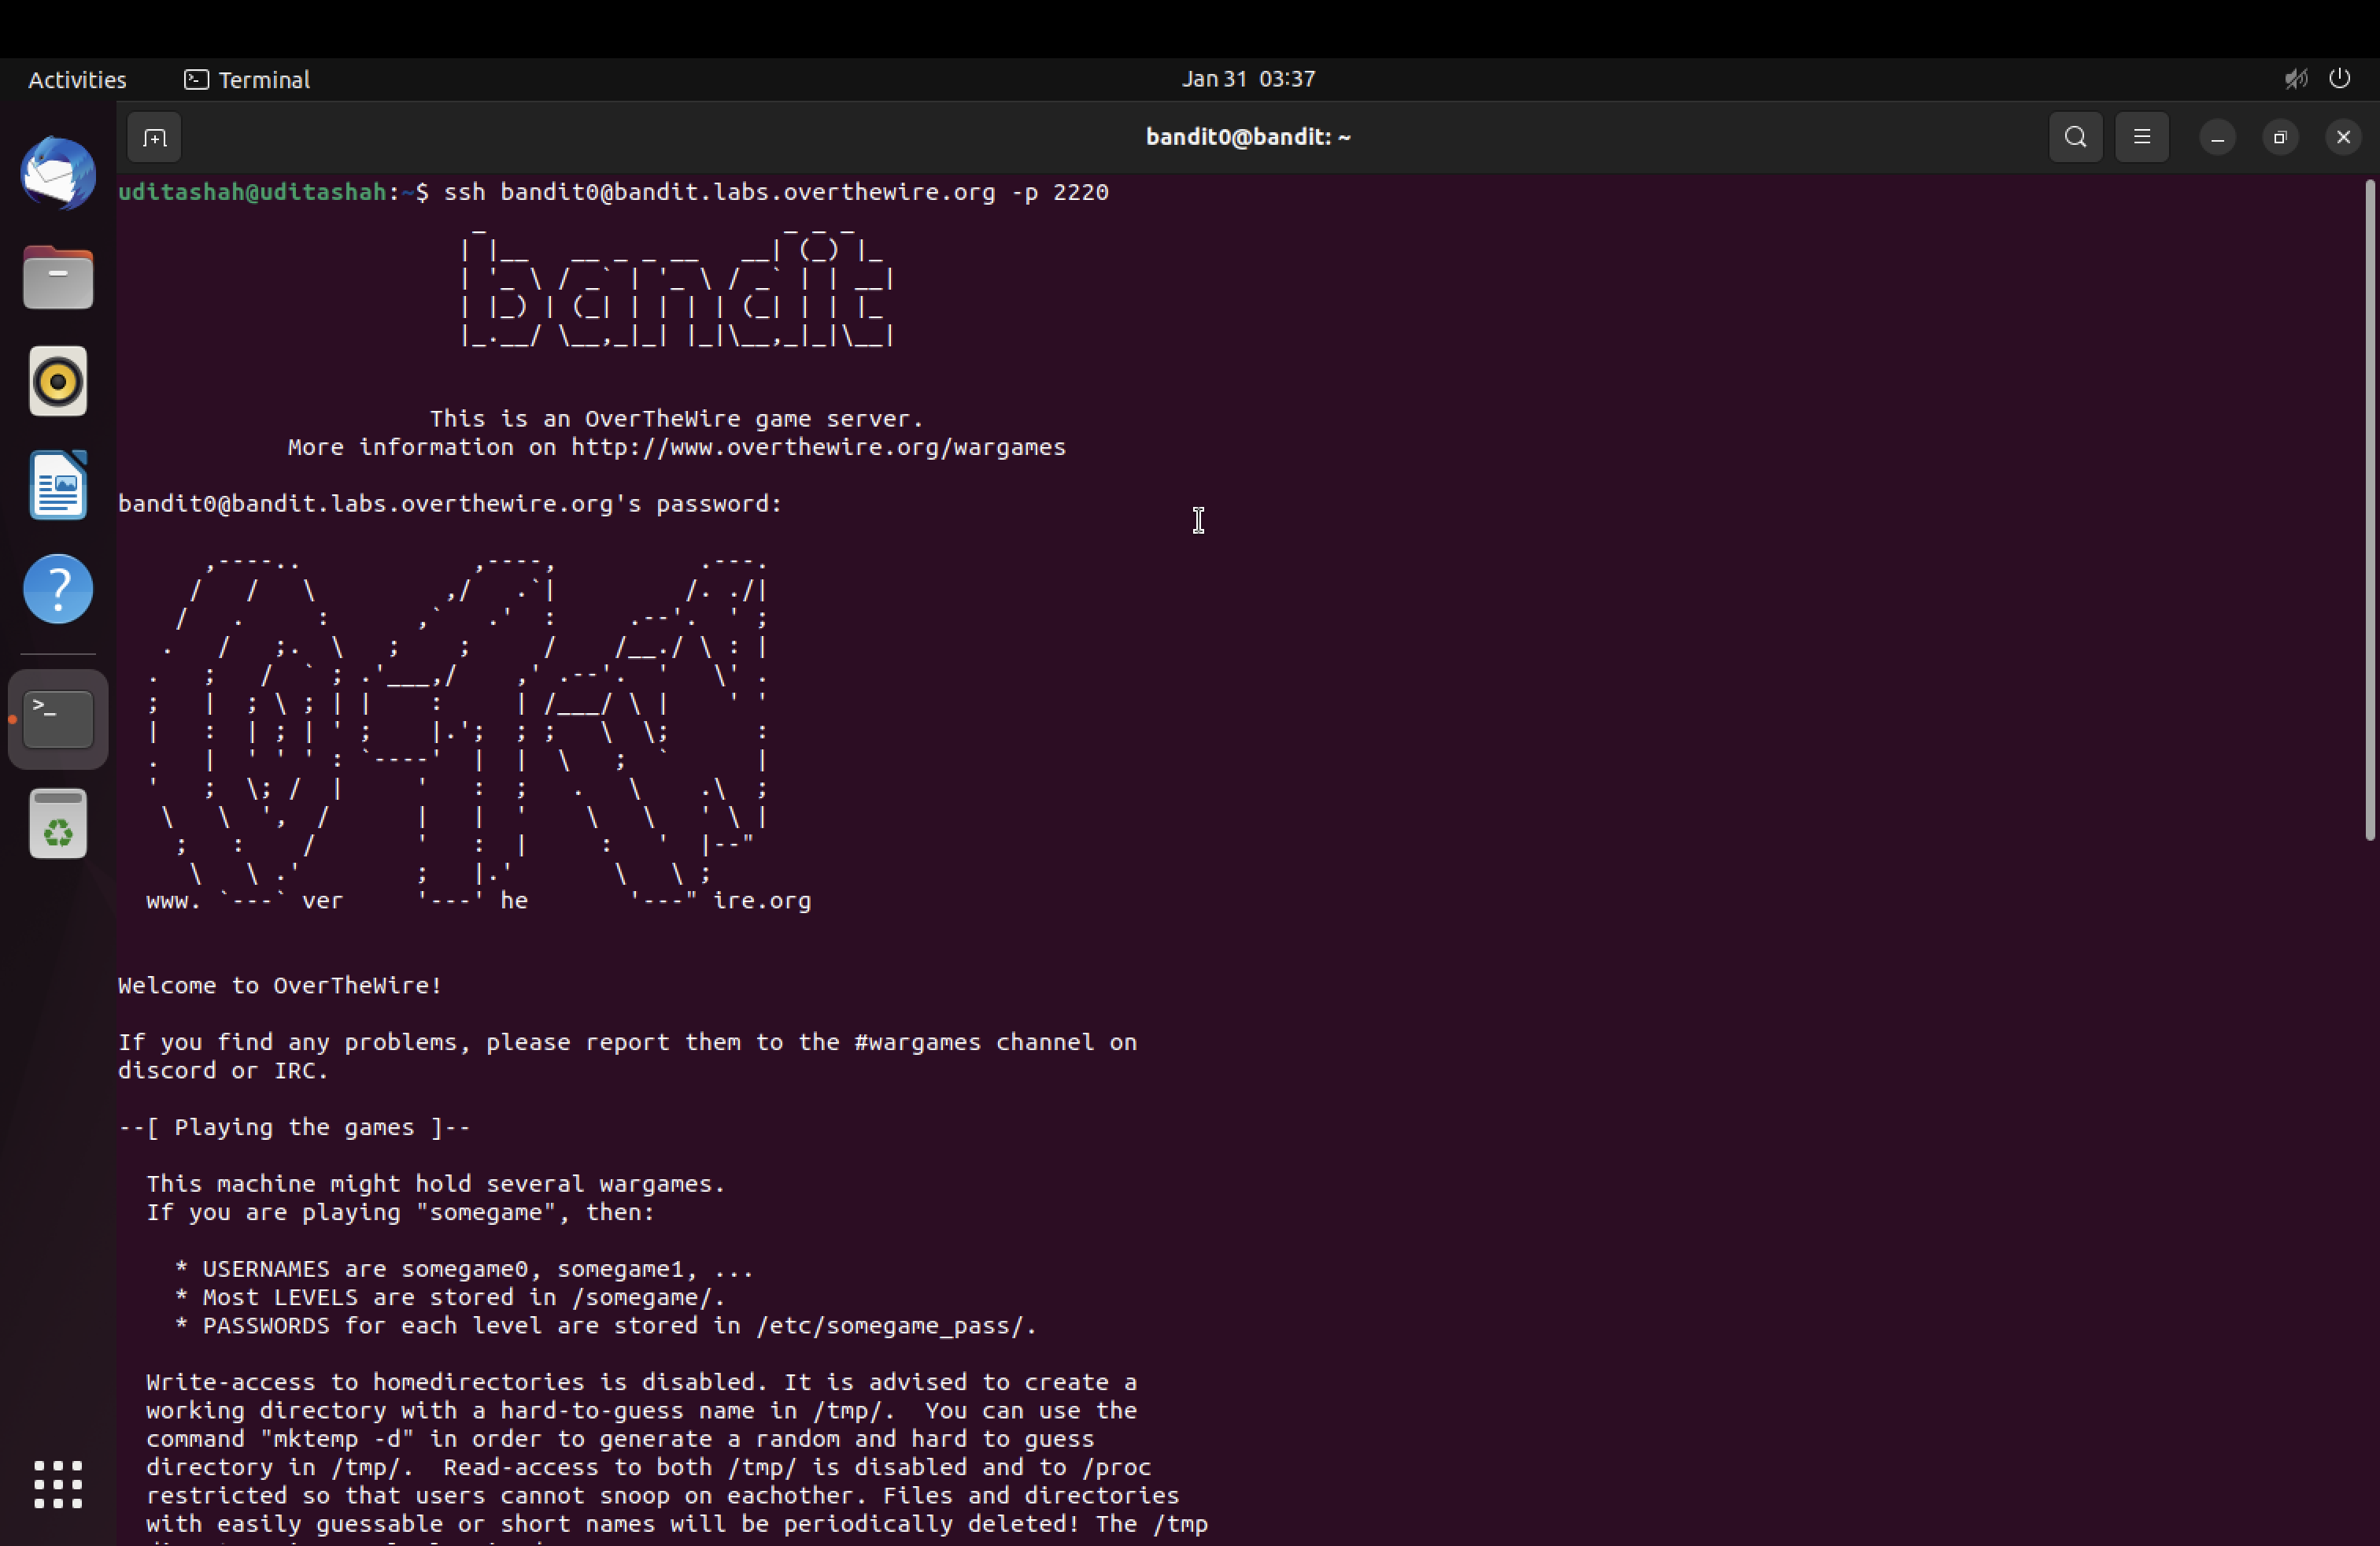 Activities   Terminal   Jan 31  03:37
bandit0@bandit: ~
uditashah@uditashah:~$ ssh bandit0@bandit.labs.overthewire.org -p 2220
bandit
This is an OverTheWire game server.
More information on http://www.overthewire.org/wargames
bandit0@bandit.labs.overthewire.org's password:
www. `---` ver     '---' he       '---" ire.org
Welcome to OverTheWire!
If you find any problems, please report them to the #wargames channel on
discord or IRC.
--[ Playing the games ]--
This machine might hold several wargames.
If you are playing "somegame", then:
* USERNAMES are somegame0, somegame1, ...
* Most LEVELS are stored in /somegame/.
* PASSWORDS for each level are stored in /etc/somegame_pass/.
Write-access to homedirectories is disabled. It is advised to create a
working directory with a hard-to-guess name in /tmp/.  You can use the
command "mktemp -d" in order to generate a random and hard to guess
directory in /tmp/.  Read-access to both /tmp/ is disabled and to /proc
restricted so that users cannot snoop on eachother. Files and directories
with easily guessable or short names will be periodically deleted! The /tmp